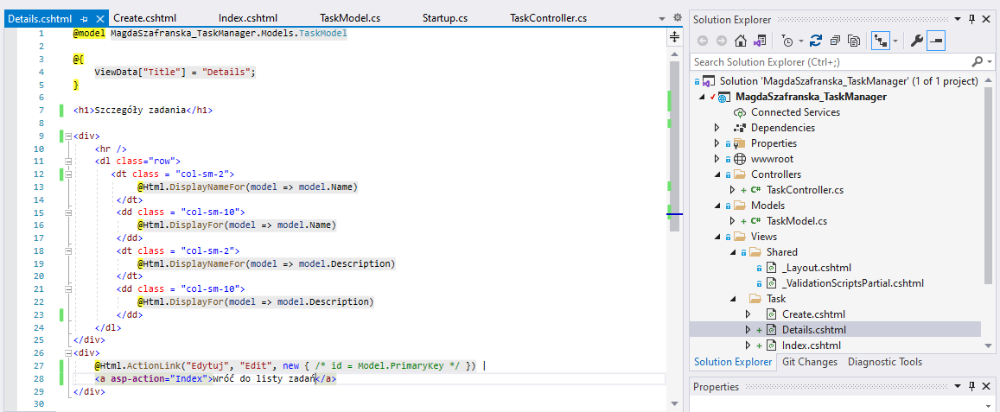 Details.cshtml
Create.cshtml
Index.cshtml
TaskModel.cs
Startup.cs
TaskController.cs
1 @model MagdaSzafranska_TaskManager.Models.TaskModel
2
3 @{
4 ViewData["Title"] = "Details";
5 }
6
7 <h1>Szczegóły zadania</h1>
8
9 <div>
10 <hr />
11 <dl class="row">
12 <dt class = "col-sm-2">
13 @Html.DisplayNameFor(model => model.Name)
14 </dt>
15 <dd class = "col-sm-10">
16 @Html.DisplayFor(model => model.Name)
17 </dd>
18 <dt class = "col-sm-2">
19 @Html.DisplayNameFor(model => model.Description)
20 </dt>
21 <dd class = "col-sm-10">
22 @Html.DisplayFor(model => model.Description)
23 </dd>
24 </dl>
25 </div>
26 <div>
27 @Html.ActionLink("Edytuj", "Edit", new { /* id = Model.PrimaryKey */ }) |
28 <a asp-action="Index">Wróć do listy zadań</a>
29 </div>
30
Solution Explorer
Search Solution Explorer (Ctrl+;)
Solution 'MagdaSzafranska_TaskManager' (1 of 1 project)
MagdaSzafranska_TaskManager
Connected Services
Dependencies
Properties
wwwroot
Controllers
C# TaskController.cs
Models
C# TaskModel.cs
Views
Shared
_Layout.cshtml
_ValidationScriptsPartial.cshtml
Task
Create.cshtml
Details.cshtml
Index.cshtml
Solution Explorer Git Changes Diagnostic Tools
Properties